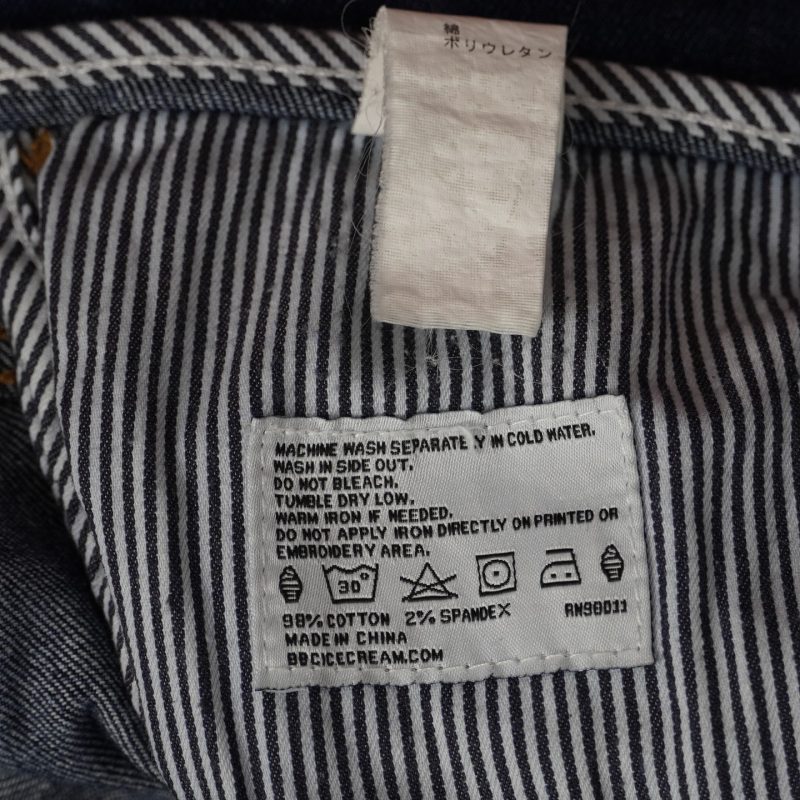 綿
ポリウレタン
MACHINE WASH SEPARATE Y IN COLD WATER.
WASH IN SIDE OUT.
DO NOT BLEACH.
TUMBLE DRY LOW.
WARM IRON IF NEEDED.
DO NOT APPLY IRON DIRECTLY ON PRINTED OR
EMBROIDERY AREA.
30°
98% COTTON 2% SPANDEX RN98011
MADE IN CHINA
BBCICECREAM.COM